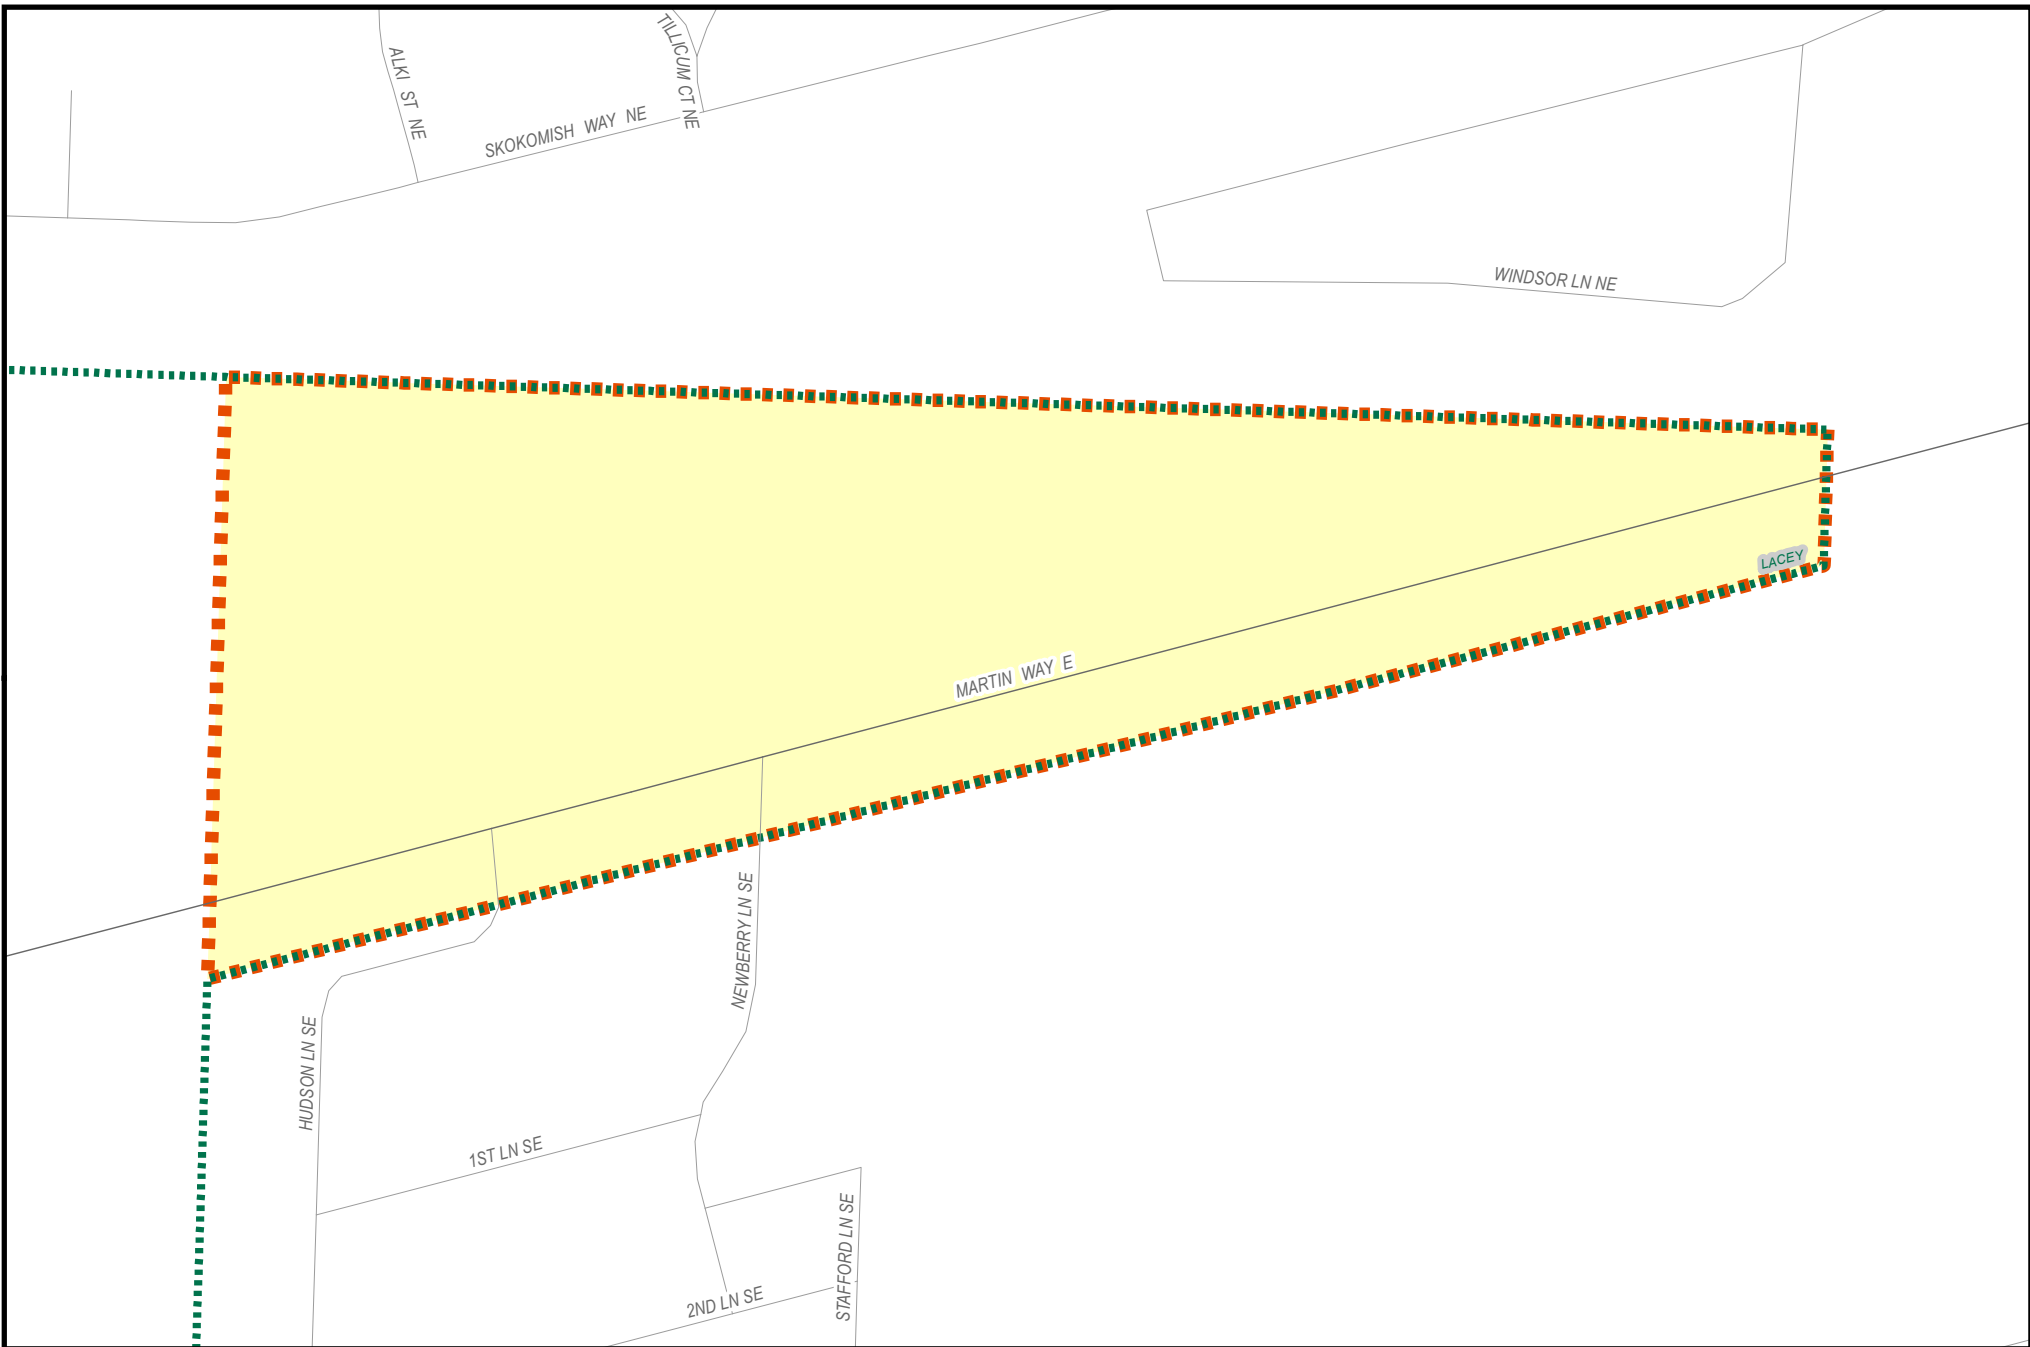 ALKI ST NE
TILLICUM CT NE
SKOKOMISH WAY NE
WINDSOR LN NE
LACEY
MARTIN WAY E
NEWBERRY LN SE
HUDSON LN SE
1ST LN SE
STAFFORD LN SE
2ND LN SE